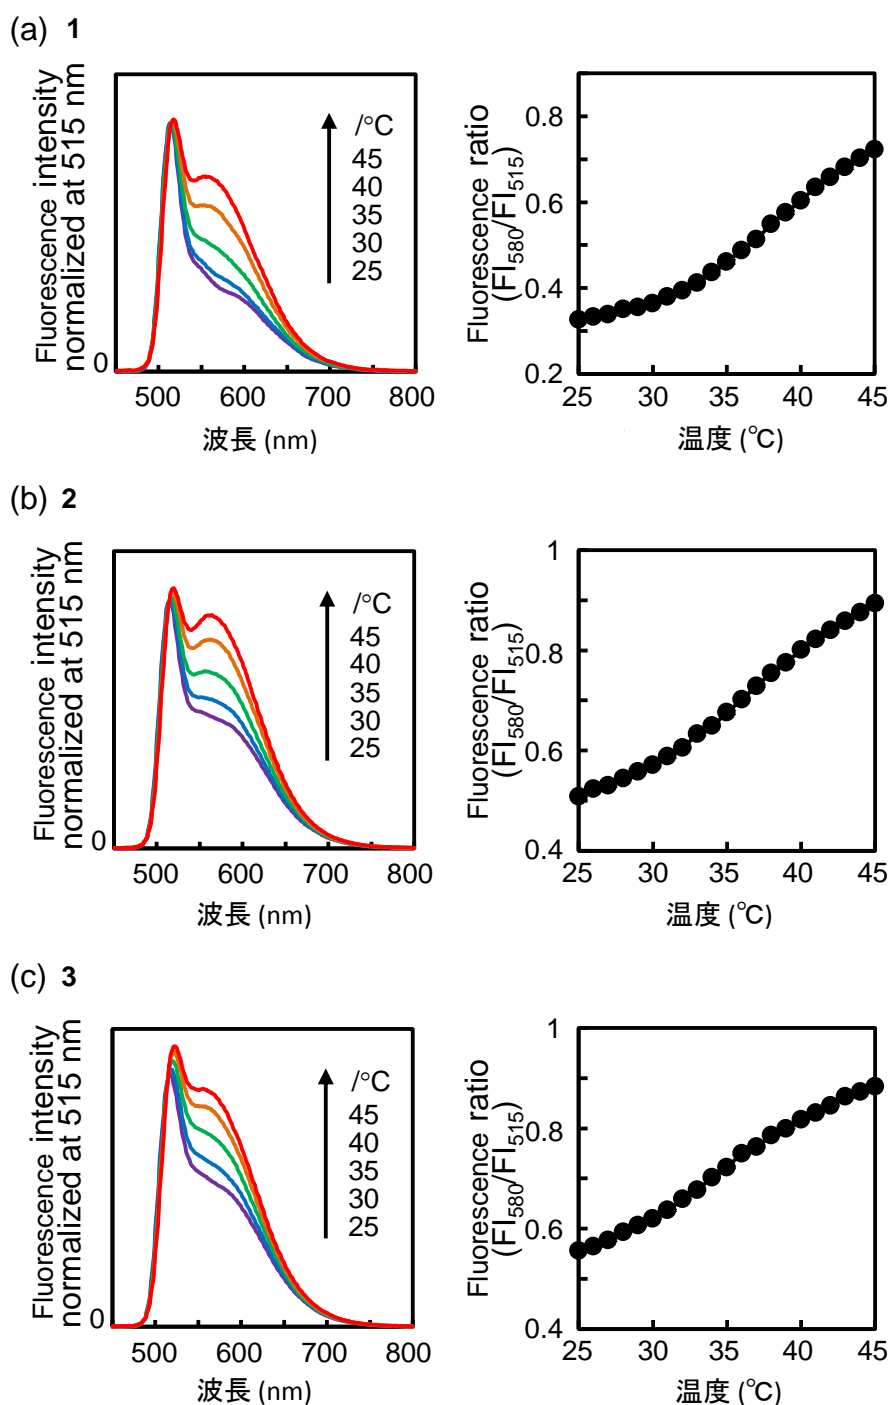 (a) 1
Fluorescence intensity
normalized at 515 nm
0
/°C
45
40
35
30
25
500 600 700 800
波長 (nm)
Fluorescence ratio
(FI580/FI515)
0.8
0.6
0.4
0.2
25 30 35 40 45
温度 (°C)
(b) 2
Fluorescence intensity
normalized at 515 nm
0
/°C
45
40
35
30
25
500 600 700 800
波長 (nm)
Fluorescence ratio
(FI580/FI515)
1
0.8
0.6
0.4
25 30 35 40 45
温度 (°C)
(c) 3
Fluorescence intensity
normalized at 515 nm
0
/°C
45
40
35
30
25
500 600 700 800
波長 (nm)
Fluorescence ratio
(FI580/FI515)
1
0.8
0.6
0.4
25 30 35 40 45
温度 (°C)